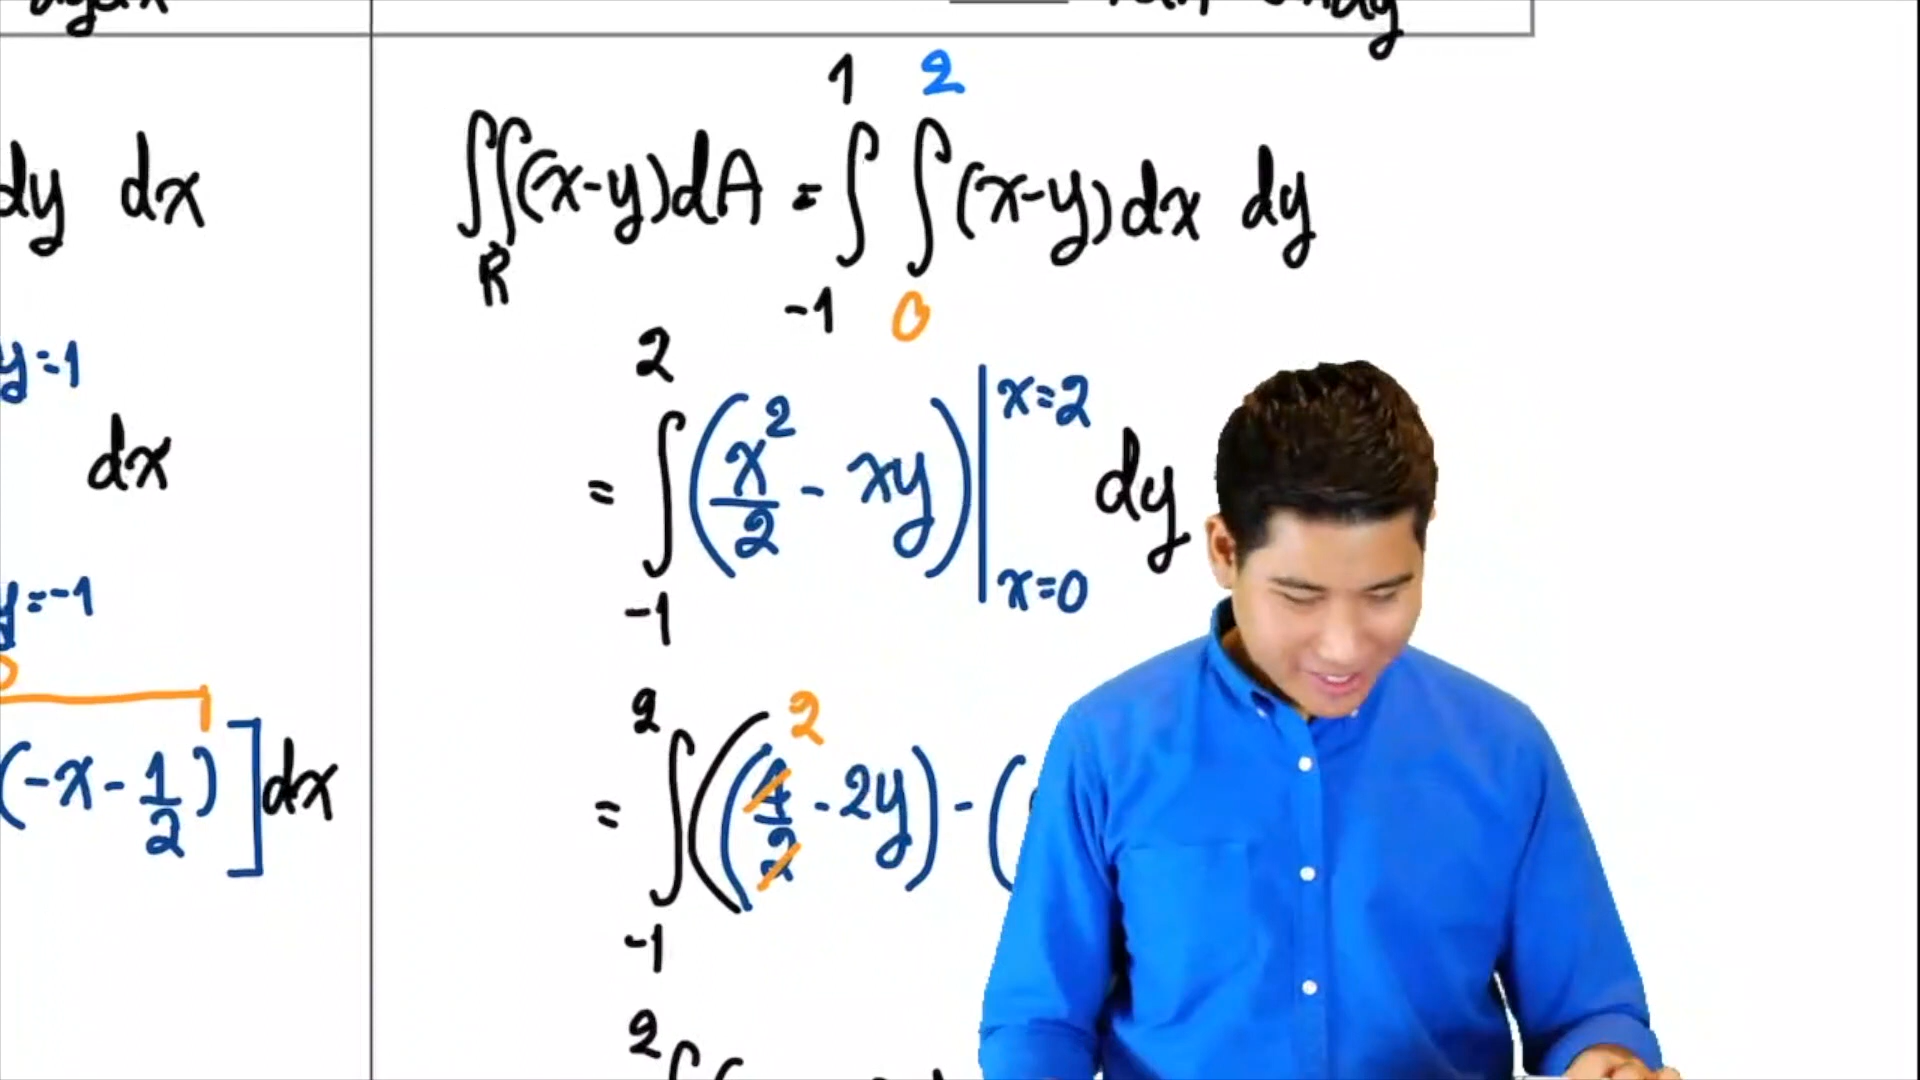 dy dx
∫∫(x-y)dA = ∫ ∫ (x-y) dx dy
R
1 2
-1 0
y=1
dx
y=-1
(-x - 1/2) ] dx
2
= ∫ (x²/2 - xy) | x=2 dy
-1
x=0
2 2
= ∫ ( (4/2 - 2y) - (
-1
2
∫ (